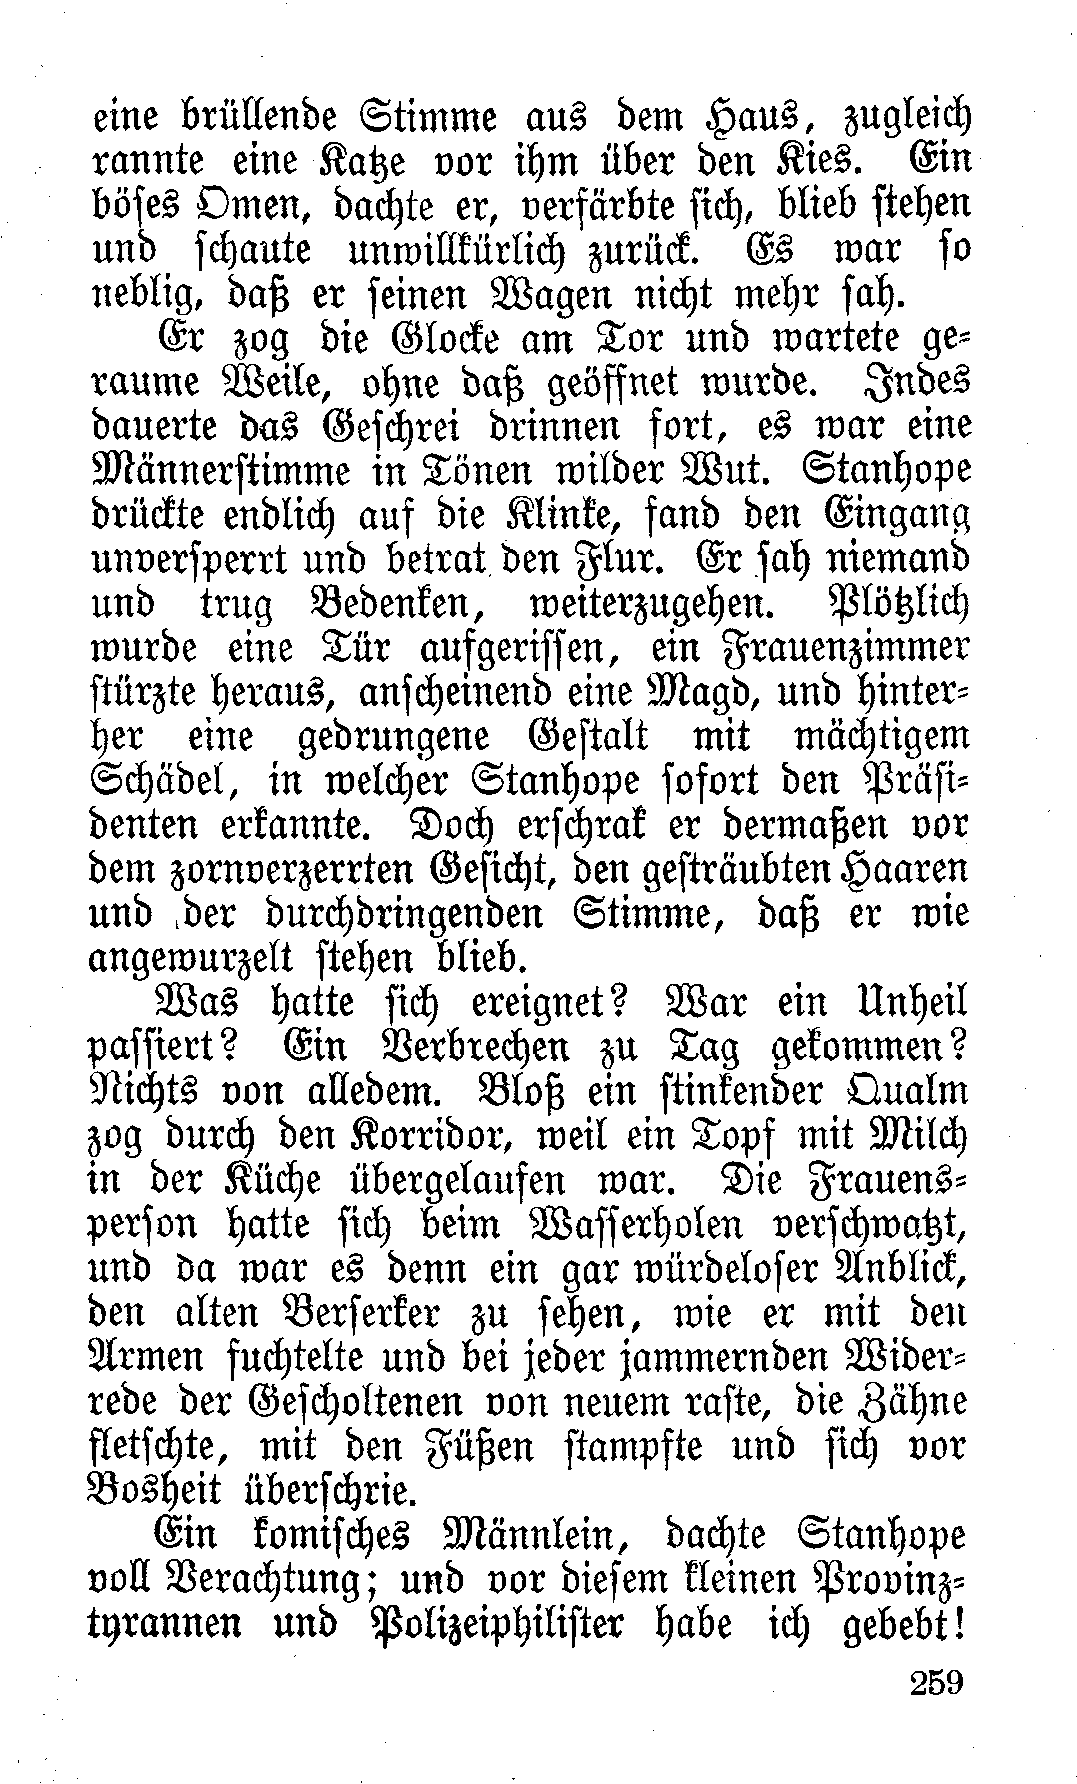 eine brüllende Stimme aus dem Haus, zugleich
rannte eine Katze vor ihm über den Kies. Ein
böses Omen, dachte er, verfärbte sich, blieb stehen
und schaute unwillkürlich zurück. Es war so
neblig, daß er seinen Wagen nicht mehr sah.
Er zog die Glocke am Tor und wartete ge-
raume Weile, ohne daß geöffnet wurde. Indes
dauerte das Geschrei drinnen fort, es war eine
Männerstimme in Tönen wilder Wut. Stanhope
drückte endlich auf die Klinke, fand den Eingang
unversperrt und betrat den Flur. Er sah niemand
und trug Bedenken, weiterzugehen. Plötzlich
wurde eine Tür aufgerissen, ein Frauenzimmer
stürzte heraus, anscheinend eine Magd, und hinter-
her eine gedrungene Gestalt mit mächtigem
Schädel, in welcher Stanhope sofort den Präsi-
denten erkannte. Doch erschrak er dermaßen vor
dem zornverzerrten Gesicht, den gesträubten Haaren
und der durchdringenden Stimme, daß er wie
angewurzelt stehen blieb.
Was hatte sich ereignet? War ein Unheil
passiert? Ein Verbrechen zu Tag gekommen?
Nichts von alledem. Bloß ein stinkender Qualm
zog durch den Korridor, weil ein Topf mit Milch
in der Küche übergelaufen war. Die Frauens-
person hatte sich beim Wasserholen verschwatzt,
und da war es denn ein gar würdeloser Anblick,
den alten Berserker zu sehen, wie er mit den
Armen fuchtelte und bei jeder jammernden Wider-
rede der Gescholtenen von neuem raste, die Zähne
fletschte, mit den Füßen stampfte und sich vor
Bosheit überschrie.
Ein komisches Männlein, dachte Stanhope
voll Verachtung; und vor diesem kleinen Provinz-
tyrannen und Polizeiphilister habe ich gebebt!
259